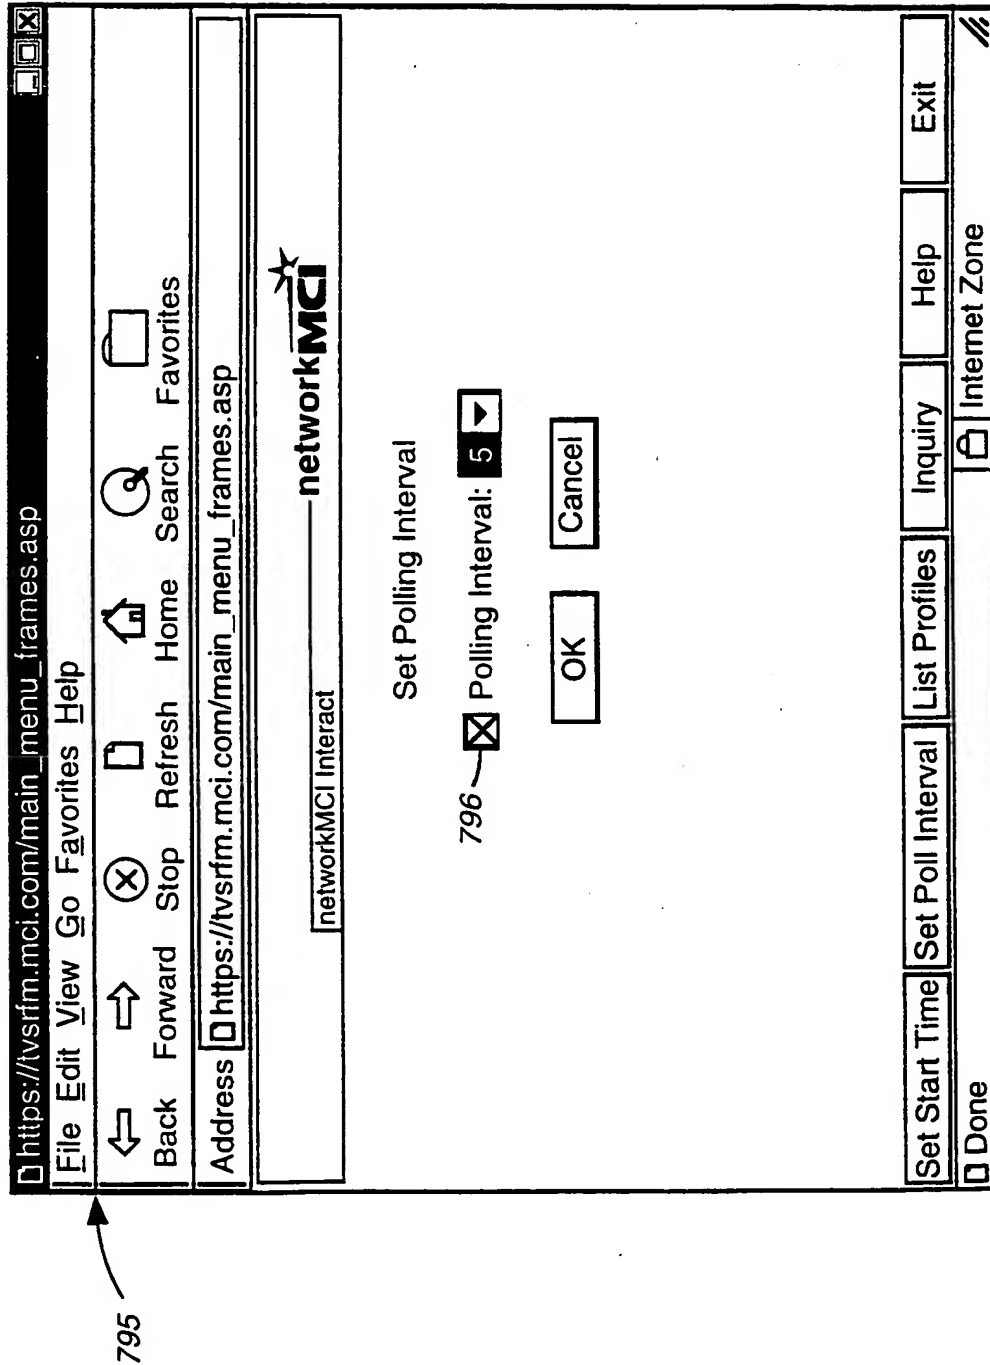 https://tvsrfm.mci.com/main_menu_frames.asp
File Edit View Go Favorites Help
Back Forward Stop Refresh Home Search Favorites
Address https://tvsrfm.mci.com/main_menu_frames.asp
networkMCI
networkMCI Interact
Set Polling Interval
796 Polling Interval: 5
OK Cancel
Set Start Time Set Poll Interval List Profiles Inquiry Help Exit
Done Internet Zone
795